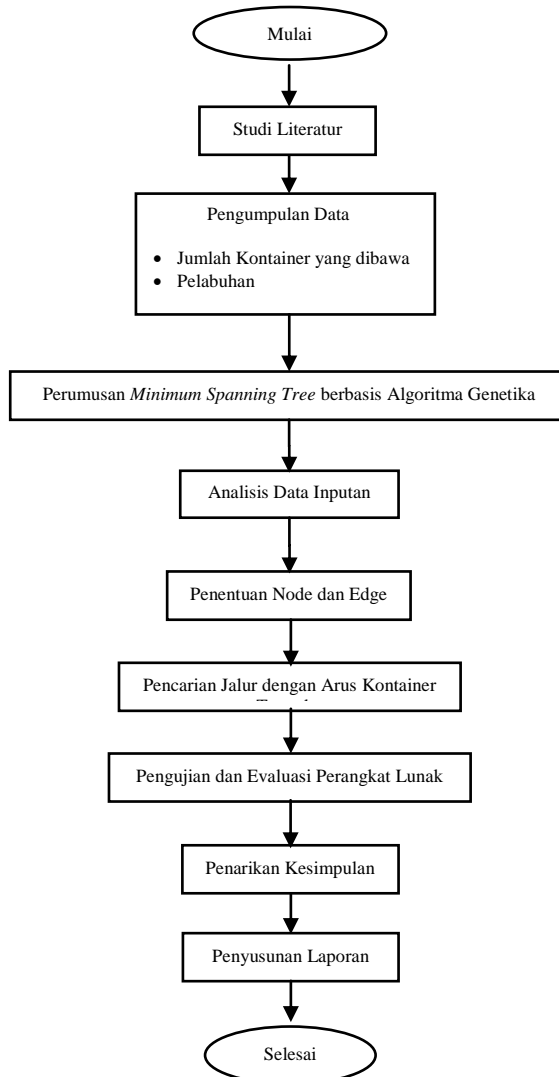 Mulai
Studi Literatur
Pengumpulan Data
• Jumlah Kontainer yang dibawa
• Pelabuhan
Perumusan Minimum Spanning Tree berbasis Algoritma Genetika
Analisis Data Inputan
Penentuan Node dan Edge
Pencarian Jalur dengan Arus Kontainer
Pengujian dan Evaluasi Perangkat Lunak
Penarikan Kesimpulan
Penyusunan Laporan
Selesai